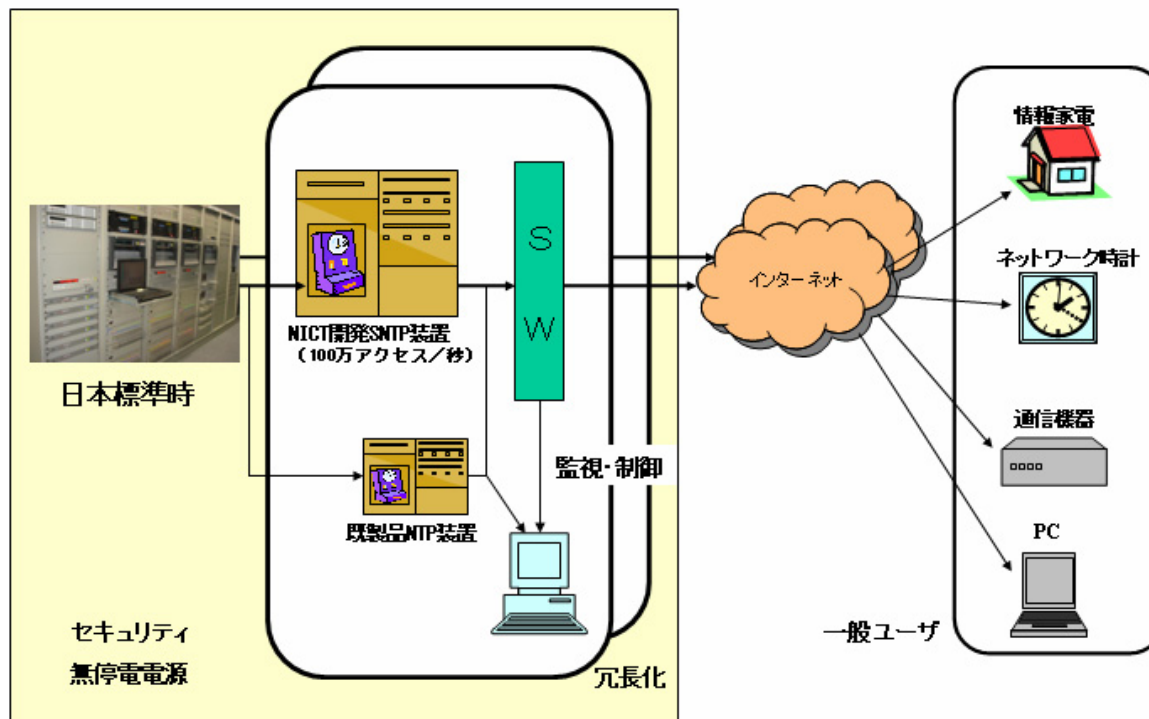 日本標準時
NICT開発SNTP装置
（100万アクセス／秒）
既製品NTP装置
S
W
監視・制御
セキュリティ
無停電電源
冗長化
インターネット
情報家電
ネットワーク時計
通信機器
PC
一般ユーザ